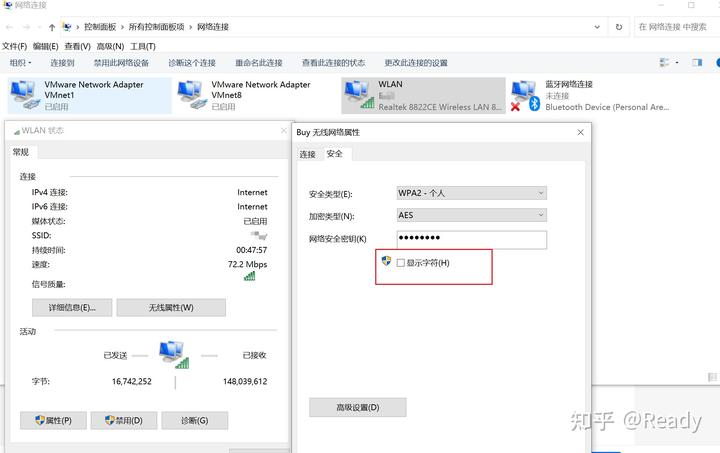 网络连接
控制面板 > 所有控制面板项 > 网络连接
在 网络连接 中搜索
文件(F) 编辑(E) 查看(V) 高级(N) 工具(T)
组织 连接到 禁用此网络设备 诊断这个连接 重命名此连接 查看此连接的状态 更改此连接的设置
VMware Network Adapter VMnet1
已启用
VMware Network Adapter VMnet8
已启用
WLAN
Realtek 8822CE Wireless LAN 8...
蓝牙网络连接
未连接
Bluetooth Device (Personal Are...
WLAN 状态
常规
连接
IPv4 连接: Internet
IPv6 连接: Internet
媒体状态: 已启用
SSID:
持续时间: 00:47:57
速度: 72.2 Mbps
信号质量:
详细信息(E)... 无线属性(W)
活动
已发送 已接收
字节: 16,742,252 148,039,612
属性(P) 禁用(D) 诊断(G)
Buy 无线网络属性
连接 安全
安全类型(E): WPA2 - 个人
加密类型(N): AES
网络安全密钥(K) ●●●●●●●●
显示字符(H)
高级设置(D)
知乎 @Ready